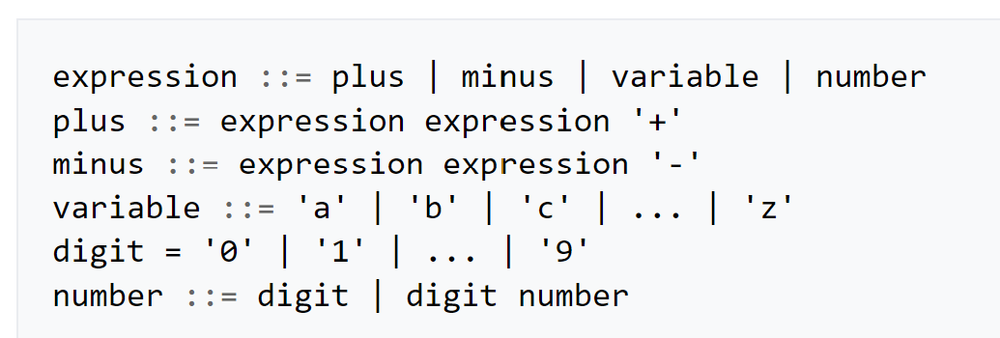 expression ::= plus | minus | variable | number
plus ::= expression expression '+'
minus ::= expression expression '-'
variable ::= 'a' | 'b' | 'c' | ... | 'z'
digit = '0' | '1' | ... | '9'
number ::= digit | digit number